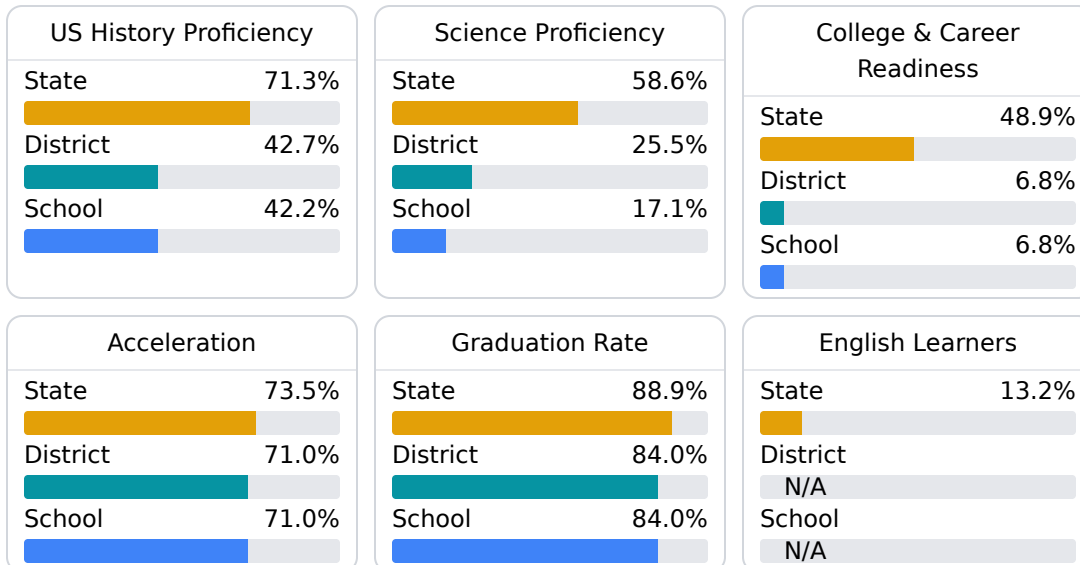 US History Proficiency
State 71.3%
District 42.7%
School 42.2%
Science Proficiency
State 58.6%
District 25.5%
School 17.1%
College & Career
Readiness
State 48.9%
District 6.8%
School 6.8%
Acceleration
State 73.5%
District 71.0%
School 71.0%
Graduation Rate
State 88.9%
District 84.0%
School 84.0%
English Learners
State 13.2%
District
N/A
School
N/A